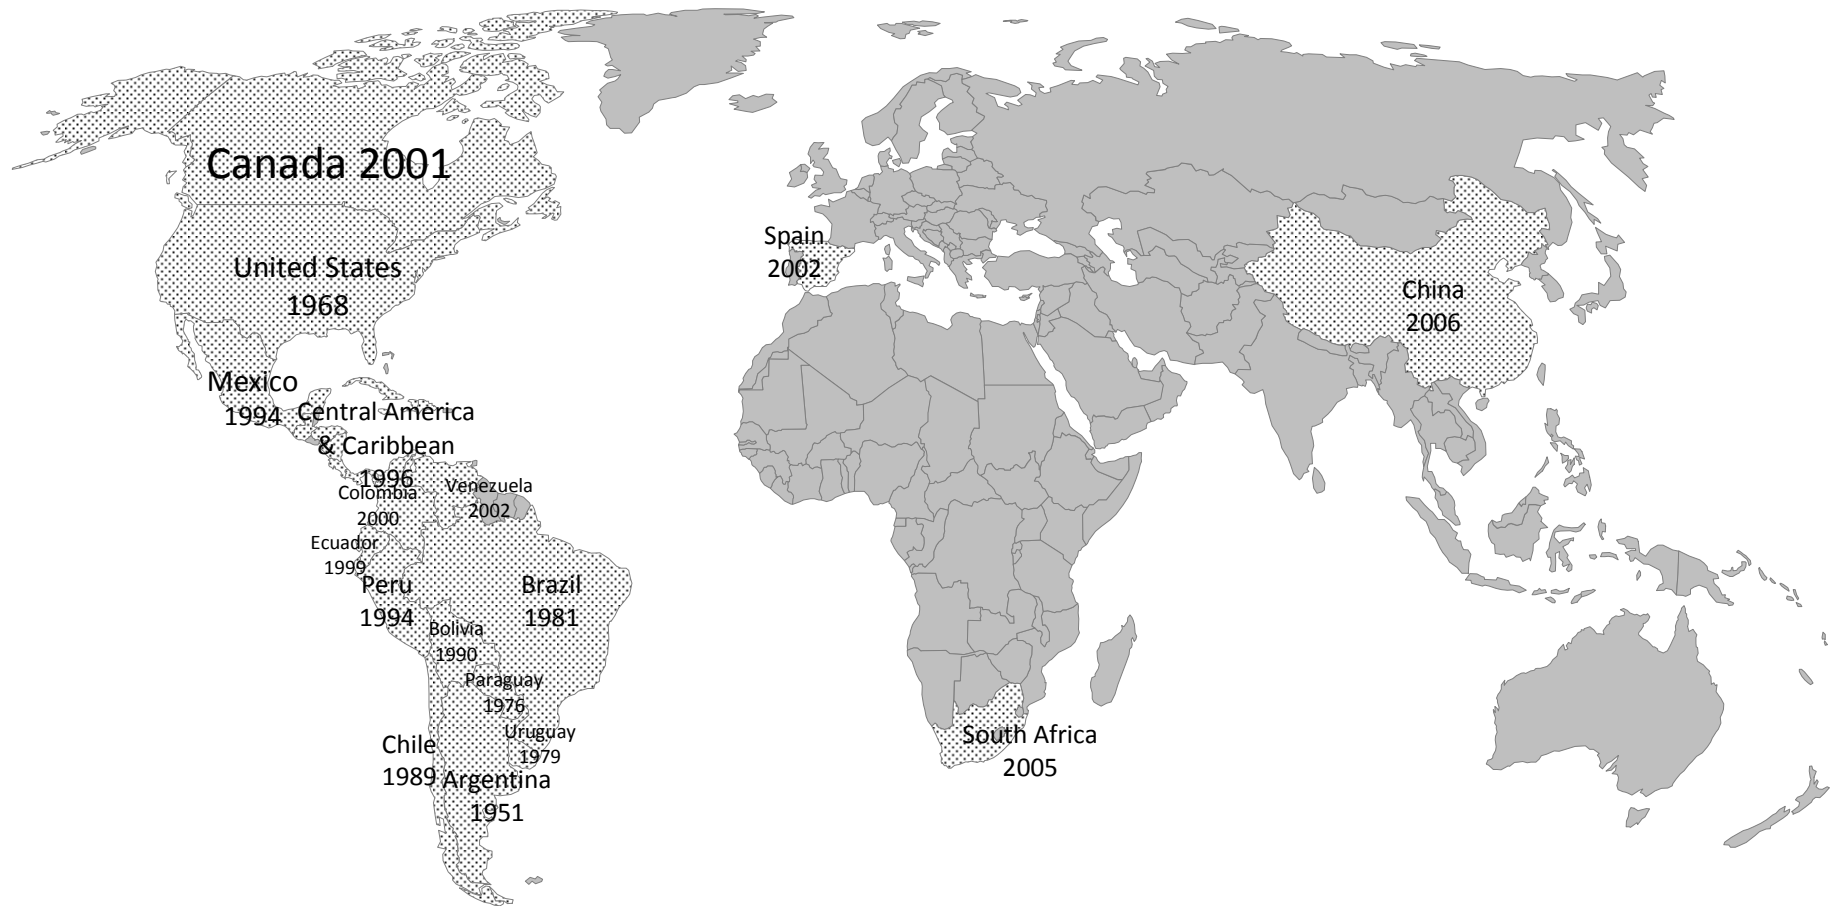 Canada 2001
United States
1968
Mexico
1994
Central America
& Caribbean
1996
Colombia
2000
Venezuela
2002
Ecuador
1999
Peru
1994
Brazil
1981
Bolivia
1990
Paraguay
1976
Uruguay
1979
Chile
1989
Argentina
1951
Spain
2002
South Africa
2005
China
2006